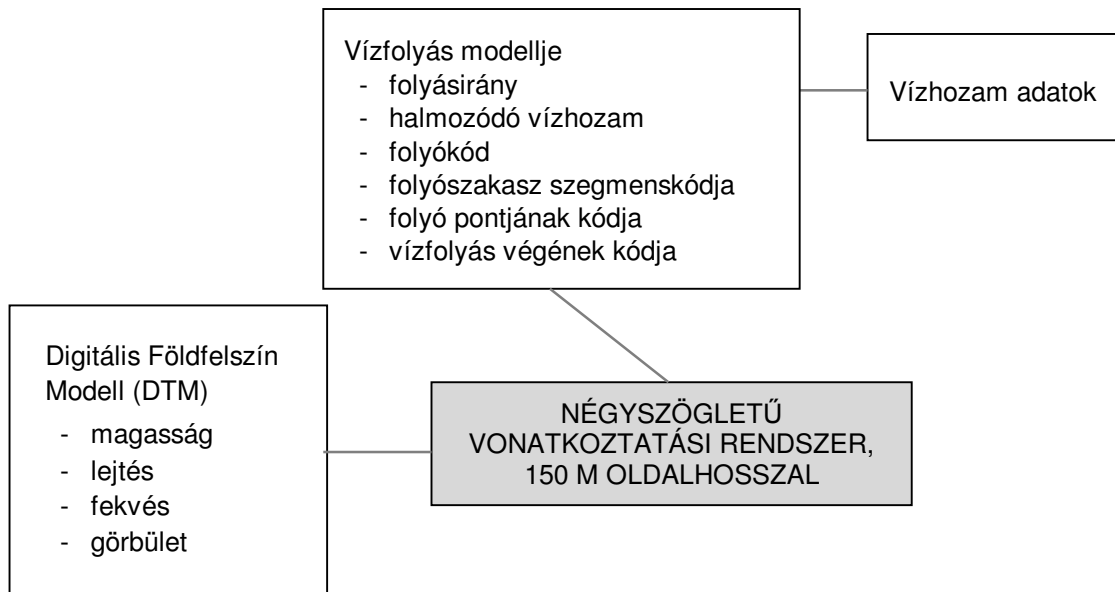 Vízfolyás modellje
- folyásirány
- halmozódó vízhozam
- folyókód
- folyószakasz szegmenskódja
- folyó pontjának kódja
- vízfolyás végének kódja
Vízhozam adatok
Digitális Földfelszín
Modell (DTM)
- magasság
- lejtés
- fekvés
- görbület
NÉGYSZÖGLETŰ
VONATKOZTATÁSI RENDSZER,
150 M OLDALHOSSZAL